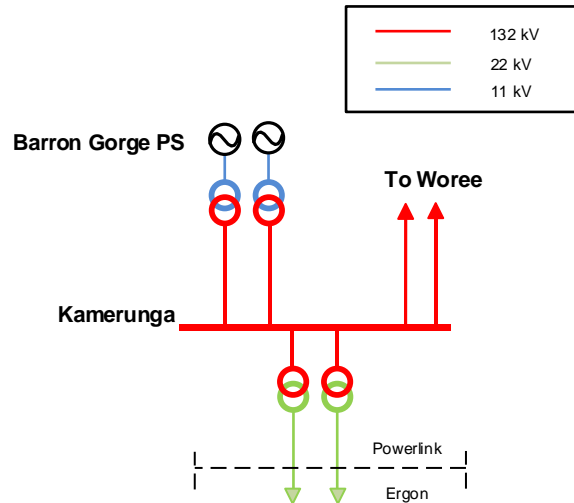 132 kV
22 kV
11 kV
Barron Gorge PS
To Woree
Kamerunga
Powerlink
Ergon